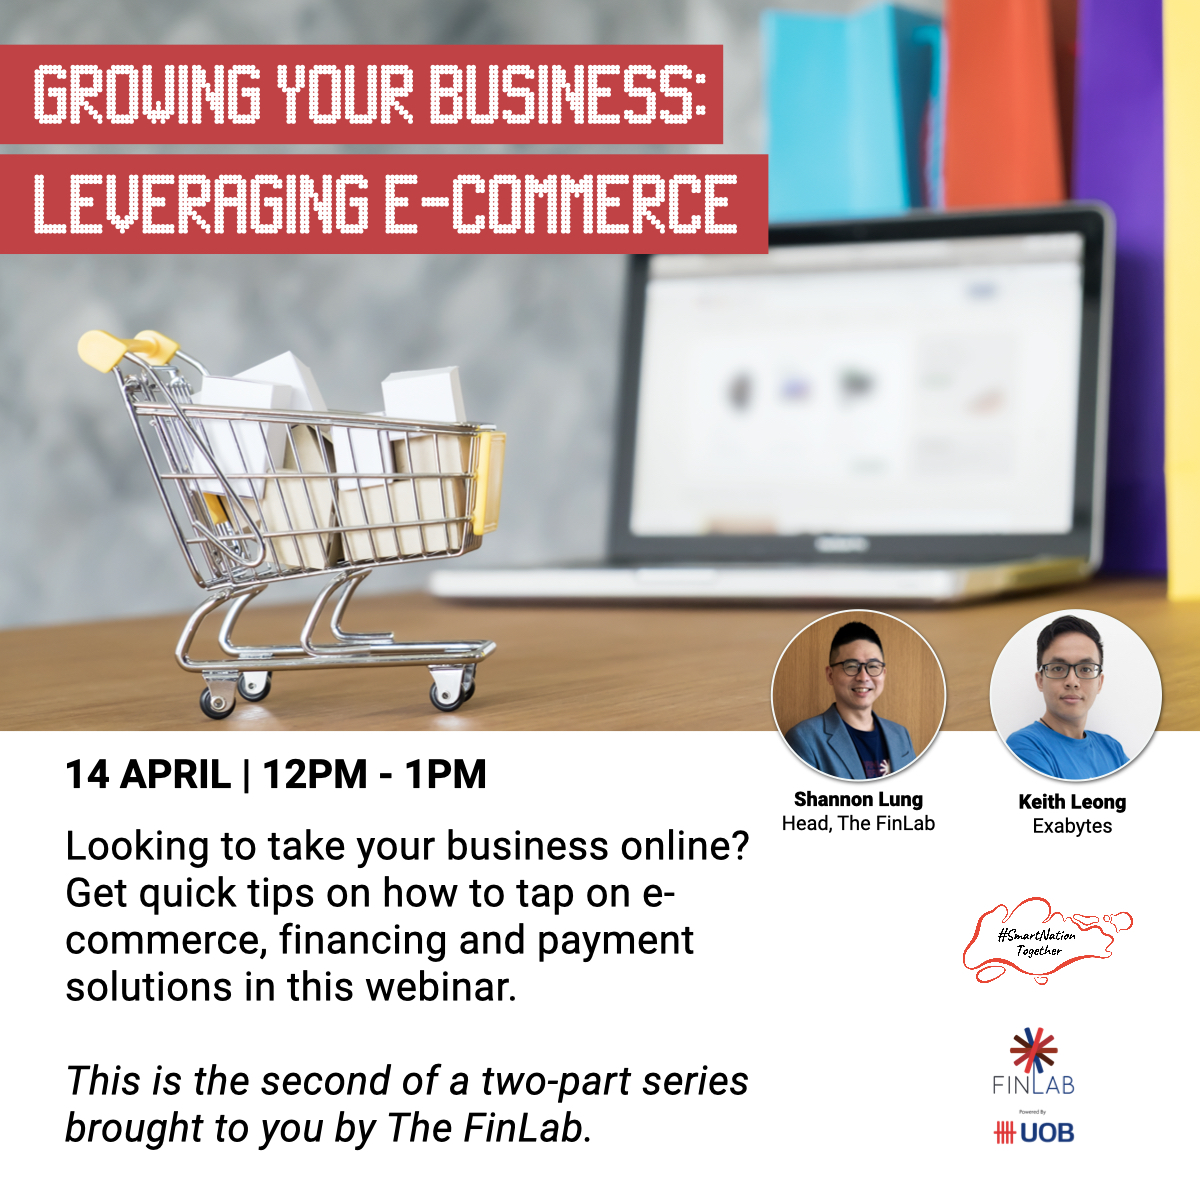 GROWING YOUR BUSINESS:
LEVERAGING E-COMMERCE
14 APRIL | 12PM - 1PM
Looking to take your business online?
Get quick tips on how to tap on e-
commerce, financing and payment
solutions in this webinar.
This is the second of a two-part series
brought to you by The FinLab.
Shannon Lung
Head, The FinLab
Keith Leong
Exabytes
#SmartNation
Together
FINLAB
Powered By
UOB